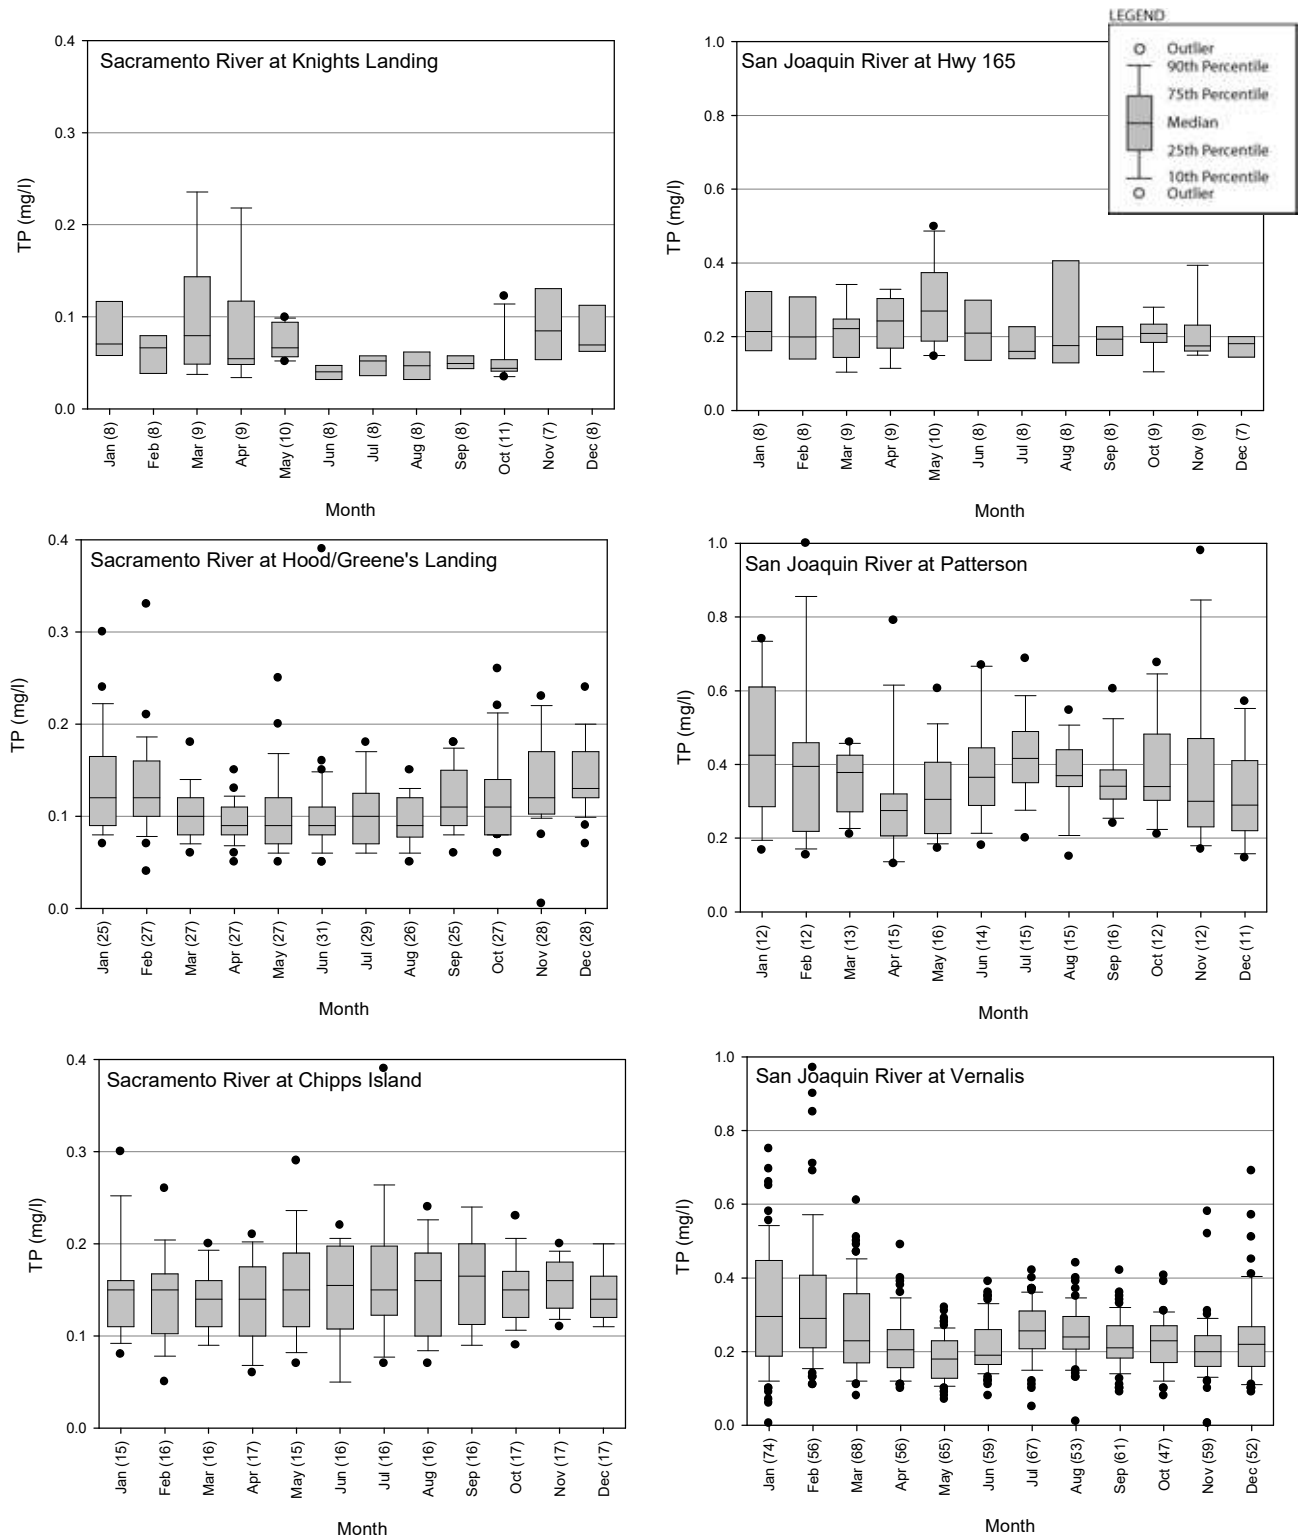 LEGEND
Outlier
90th Percentile
75th Percentile
Median
25th Percentile
10th Percentile
Outlier
Sacramento River at Knights Landing
TP (mg/l)
0.4
0.3
0.2
0.1
0.0
Jan (8)
Feb (8)
Mar (9)
Apr (9)
May (10)
Jun (8)
Jul (8)
Aug (8)
Sep (8)
Oct (11)
Nov (7)
Dec (8)
Month
San Joaquin River at Hwy 165
TP (mg/l)
1.0
0.8
0.6
0.4
0.2
0.0
Jan (8)
Feb (8)
Mar (9)
Apr (9)
May (10)
Jun (8)
Jul (8)
Aug (8)
Sep (8)
Oct (9)
Nov (9)
Dec (7)
Month
Sacramento River at Hood/Greene's Landing
TP (mg/l)
0.4
0.3
0.2
0.1
0.0
Jan (25)
Feb (27)
Mar (27)
Apr (27)
May (27)
Jun (31)
Jul (29)
Aug (26)
Sep (25)
Oct (27)
Nov (28)
Dec (28)
Month
San Joaquin River at Patterson
TP (mg/l)
1.0
0.8
0.6
0.4
0.2
0.0
Jan (12)
Feb (12)
Mar (13)
Apr (15)
May (16)
Jun (14)
Jul (15)
Aug (15)
Sep (16)
Oct (12)
Nov (12)
Dec (11)
Month
Sacramento River at Chipps Island
TP (mg/l)
0.4
0.3
0.2
0.1
0.0
Jan (15)
Feb (16)
Mar (16)
Apr (17)
May (15)
Jun (16)
Jul (16)
Aug (16)
Sep (16)
Oct (17)
Nov (17)
Dec (17)
Month
San Joaquin River at Vernalis
TP (mg/l)
1.0
0.8
0.6
0.4
0.2
0.0
Jan (74)
Feb (56)
Mar (68)
Apr (56)
May (65)
Jun (59)
Jul (67)
Aug (53)
Sep (61)
Oct (47)
Nov (59)
Dec (52)
Month